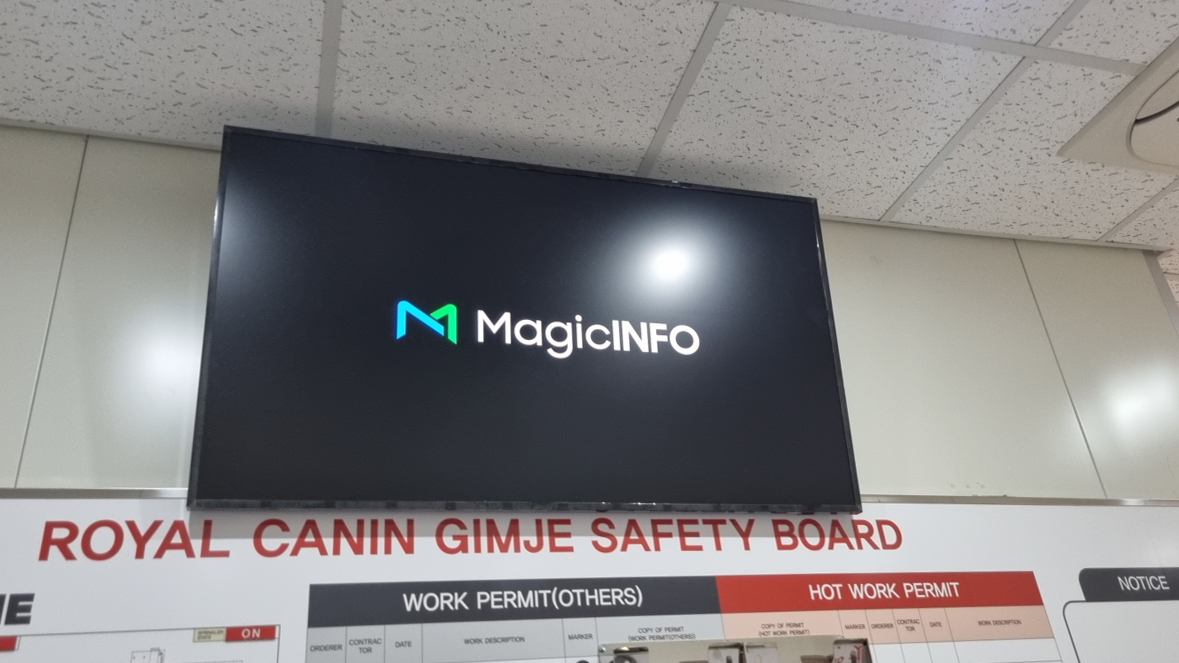 MagicINFO
ROYAL CANIN GIMJE SAFETY BOARD
WORK PERMIT(OTHERS)
HOT WORK PERMIT
NOTICE
SPRINKLER
STATE
ON
ORDERER
CONTRAC
TOR
DATE
WORK DESCRIPTION
MARKER
COPY OF PERMIT
(WORK PERMIT(OTHERS)
COPY OF PERMIT
(HOT WORK PERMIT)
MARKER
ORDERER
CONTRAC
TOR
DATE
WORK DESCRIPTION